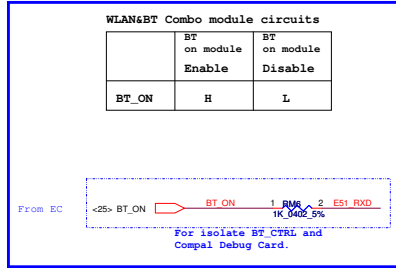 WLAN&BT Combo module circuits
BT on module Enable
BT on module Disable
BT_ON H L
From EC <25> BT_ON BT_ON 1 RM6 2 E51_RXD
1K_0402_5%
For isolate BT_CTRL and
Compal Debug Card.